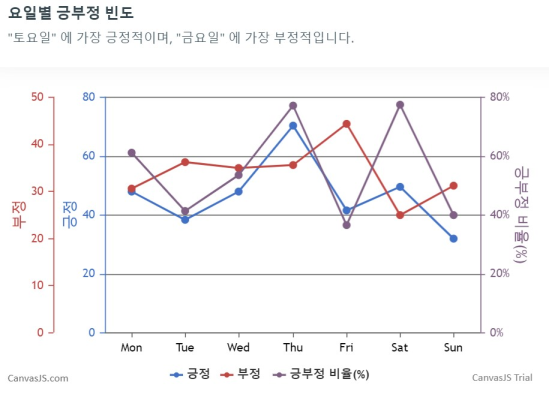 요일별 긍부정 빈도
"토요일" 에 가장 긍정적이며, "금요일" 에 가장 부정적입니다.
50 80 80%
40
60 60%
30
40 40%
20
20 20%
10
0 0 0%
부정
긍정
긍부정 비율(%)
Mon Tue Wed Thu Fri Sat Sun
긍정 부정 긍부정 비율(%)
CanvasJS.com CanvasJS Trial